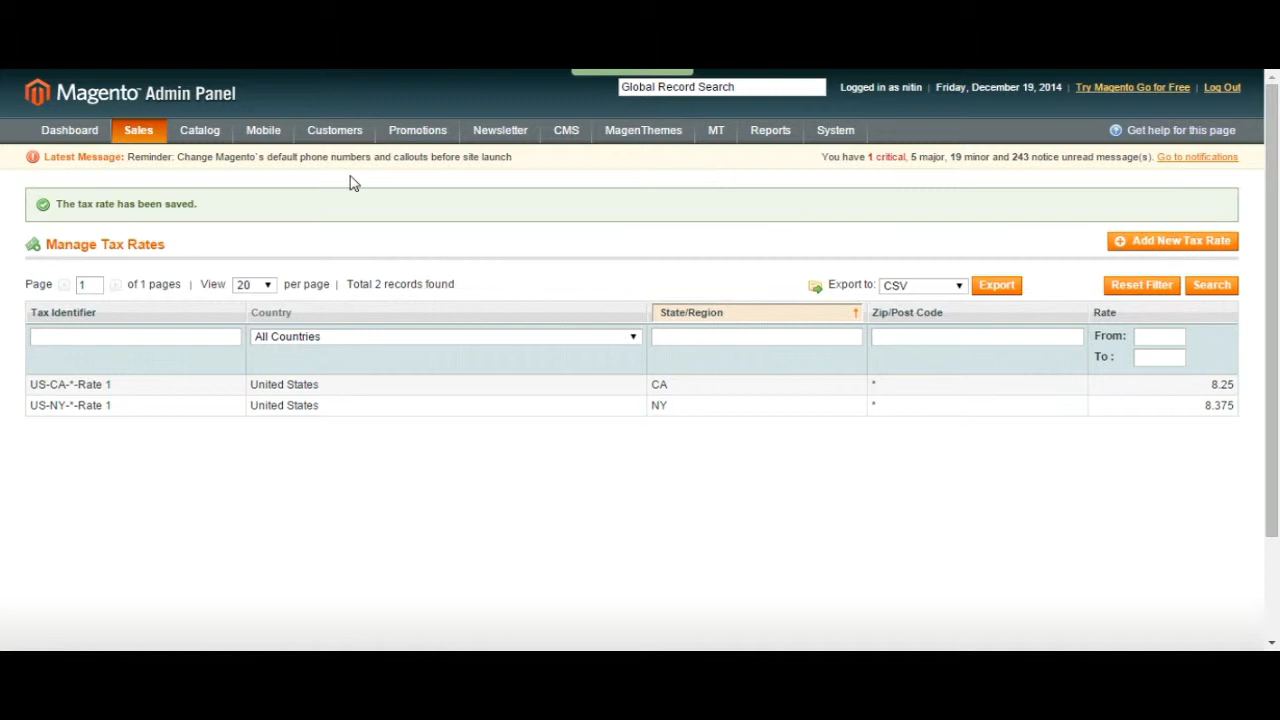 Magento Admin Panel
Global Record Search
Logged in as nitin | Friday, December 19, 2014 | Try Magento Go for Free | Log Out
Dashboard Sales Catalog Mobile Customers Promotions Newsletter CMS MagenThemes MT Reports System Get help for this page
Latest Message: Reminder: Change Magento`s default phone numbers and callouts before site launch You have 1 critical, 5 major, 19 minor and 243 notice unread message(s). Go to notifications
The tax rate has been saved.
Manage Tax Rates Add New Tax Rate
Page 1 of 1 pages | View 20 per page | Total 2 records found Export to: CSV Export Reset Filter Search
Tax Identifier Country State/Region Zip/Post Code Rate
All Countries From:
To :
US-CA-*-Rate 1 United States CA * 8.25
US-NY-*-Rate 1 United States NY * 8.375